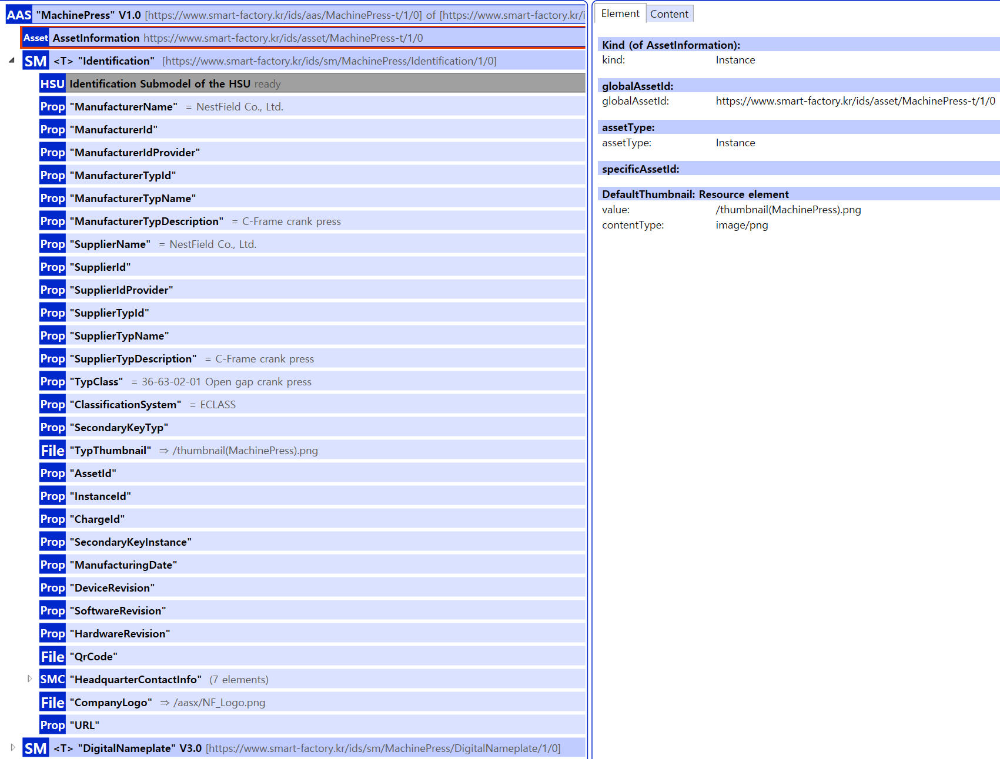 AAS "MachinePress" V1.0 [https://www.smart-factory.kr/ids/aas/MachinePress-t/1/0] of [https://www.smart-factory.kr/i
Asset AssetInformation https://www.smart-factory.kr/ids/asset/MachinePress-t/1/0
SM <T> "Identification" [https://www.smart-factory.kr/ids/sm/MachinePress/Identification/1/0]
HSU Identification Submodel of the HSU ready
Prop "ManufacturerName" = NestField Co., Ltd.
Prop "ManufacturerId"
Prop "ManufacturerIdProvider"
Prop "ManufacturerTypId"
Prop "ManufacturerTypName"
Prop "ManufacturerTypDescription" = C-Frame crank press
Prop "SupplierName" = NestField Co., Ltd.
Prop "SupplierId"
Prop "SupplierIdProvider"
Prop "SupplierTypId"
Prop "SupplierTypName"
Prop "SupplierTypDescription" = C-Frame crank press
Prop "TypClass" = 36-63-02-01 Open gap crank press
Prop "ClassificationSystem" = ECLASS
Prop "SecondaryKeyTyp"
File "TypThumbnail" ⇒ /thumbnail(MachinePress).png
Prop "AssetId"
Prop "InstanceId"
Prop "ChargeId"
Prop "SecondaryKeyInstance"
Prop "ManufacturingDate"
Prop "DeviceRevision"
Prop "SoftwareRevision"
Prop "HardwareRevision"
File "QrCode"
SMC "HeadquarterContactInfo" (7 elements)
File "CompanyLogo" ⇒ /aasx/NF_Logo.png
Prop "URL"
SM <T> "DigitalNameplate" V3.0 [https://www.smart-factory.kr/ids/sm/MachinePress/DigitalNameplate/1/0]
Element Content
Kind (of AssetInformation):
kind: Instance
globalAssetId:
globalAssetId: https://www.smart-factory.kr/ids/asset/MachinePress-t/1/0
assetType:
assetType: Instance
specificAssetId:
DefaultThumbnail: Resource element
value: /thumbnail(MachinePress).png
contentType: image/png